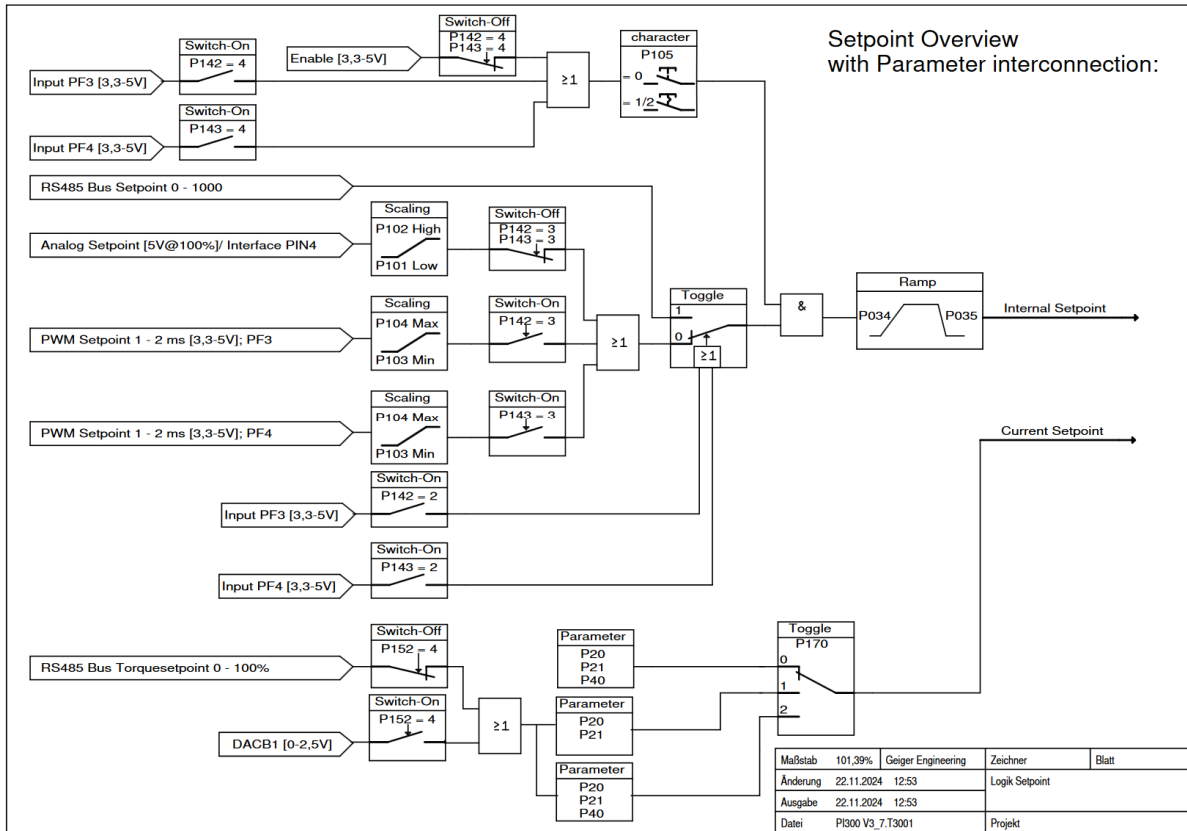 Setpoint Overview
with Parameter interconnection:
Switch-Off
P142 = 4
P143 = 4
Enable [3,3-5V]
Switch-On
P142 = 4
Input PF3 [3,3-5V]
≥1
character
P105
= 0
= 1/2
Switch-On
P143 = 4
Input PF4 [3,3-5V]
RS485 Bus Setpoint 0 - 1000
Analog Setpoint [5V@100%]/ Interface PIN4
Scaling
P102 High
P101 Low
Switch-Off
P142 = 3
P143 = 3
PWM Setpoint 1 - 2 ms [3,3-5V]; PF3
Scaling
P104 Max
P103 Min
Switch-On
P142 = 3
≥1
Toggle
1
0
≥1
&
Ramp
P034
P035
Internal Setpoint
PWM Setpoint 1 - 2 ms [3,3-5V]; PF4
Scaling
P104 Max
P103 Min
Switch-On
P143 = 3
Current Setpoint
Input PF3 [3,3-5V]
Switch-On
P142 = 2
Input PF4 [3,3-5V]
Switch-On
P143 = 2
RS485 Bus Torquesetpoint 0 - 100%
Switch-Off
P152 = 4
DACB1 [0-2,5V]
Switch-On
P152 = 4
≥1
Parameter
P20
P21
P40
Parameter
P20
P21
Parameter
P20
P21
P40
Toggle
P170
0
1
2
Maßstab 101,39% Geiger Engineering Zeichner Blatt
Änderung 22.11.2024 12:53 Logik Setpoint
Ausgabe 22.11.2024 12:53
Datei PI300 V3_7.T3001 Projekt